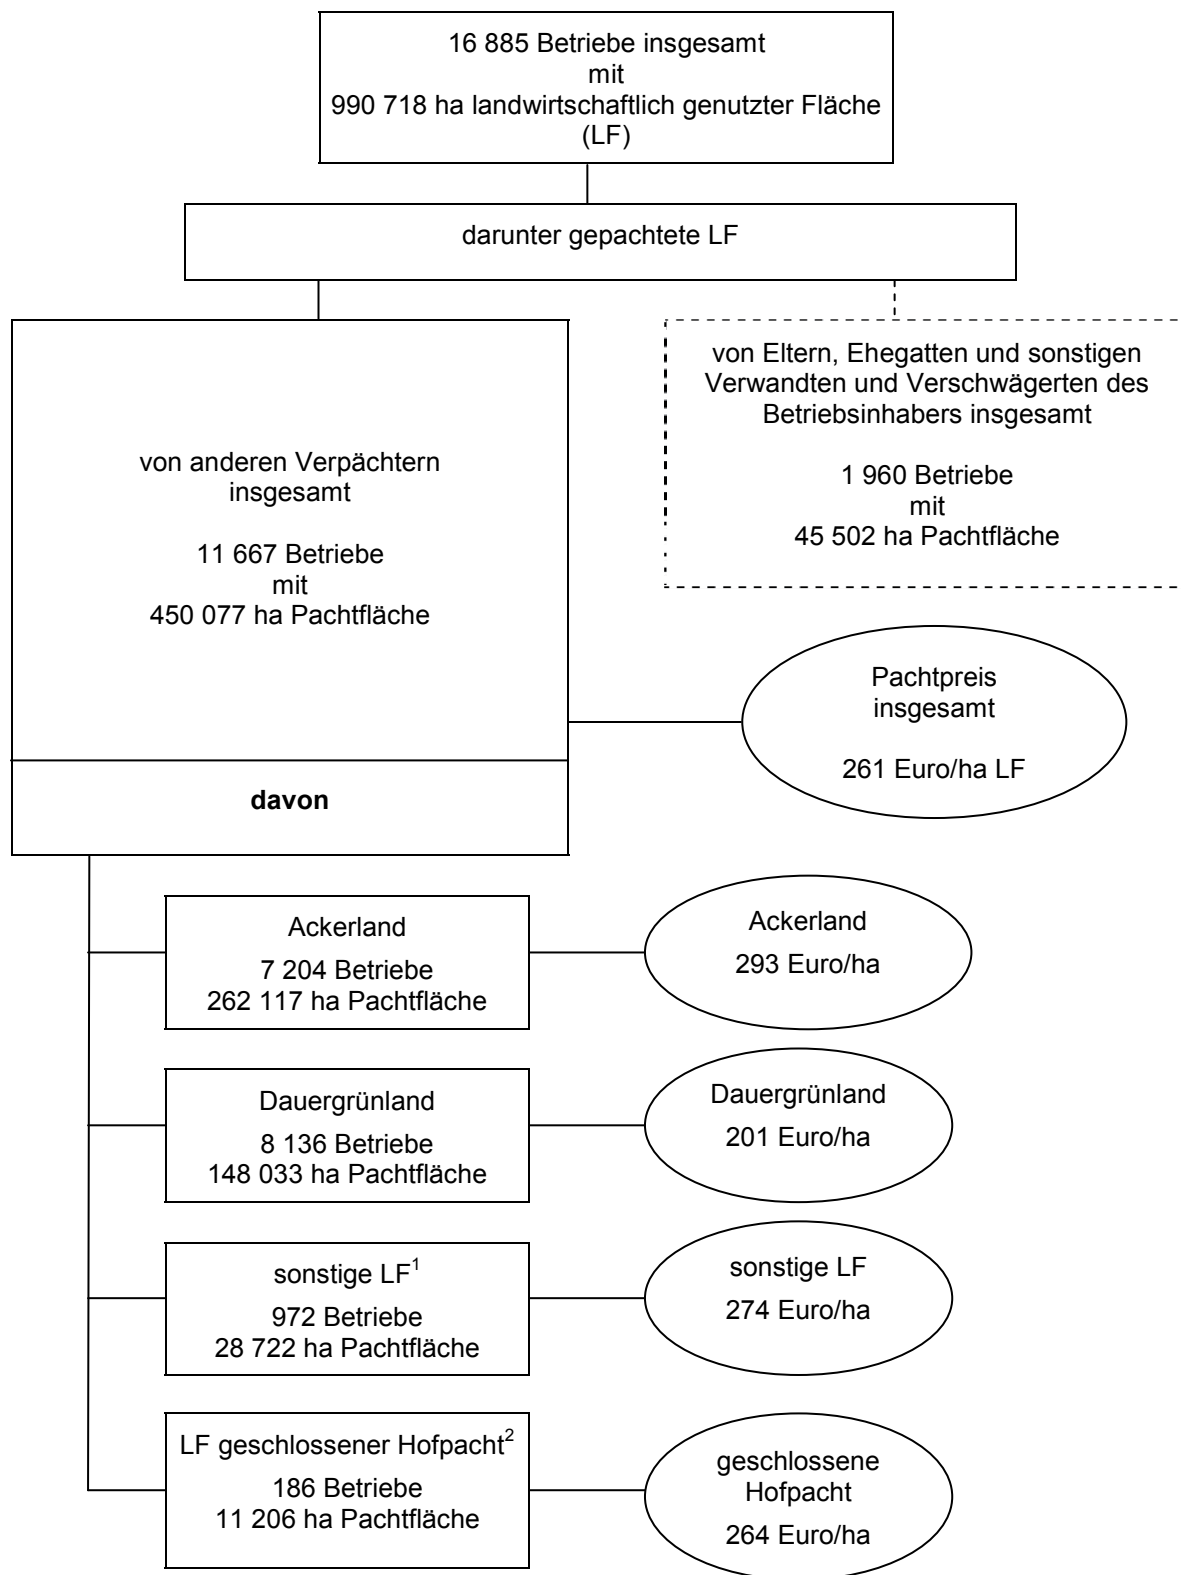 16 885 Betriebe insgesamt
mit
990 718 ha landwirtschaftlich genutzter Fläche
(LF)
darunter gepachtete LF
von anderen Verpächtern
insgesamt
11 667 Betriebe
mit
450 077 ha Pachtfläche
von Eltern, Ehegatten und sonstigen
Verwandten und Verschwägerten des
Betriebsinhabers insgesamt
1 960 Betriebe
mit
45 502 ha Pachtfläche
Pachtpreis
insgesamt
261 Euro/ha LF
davon
Ackerland
7 204 Betriebe
262 117 ha Pachtfläche
Ackerland
293 Euro/ha
Dauergrünland
8 136 Betriebe
148 033 ha Pachtfläche
Dauergrünland
201 Euro/ha
sonstige LF¹
972 Betriebe
28 722 ha Pachtfläche
sonstige LF
274 Euro/ha
LF geschlossener Hofpacht²
186 Betriebe
11 206 ha Pachtfläche
geschlossene
Hofpacht
264 Euro/ha